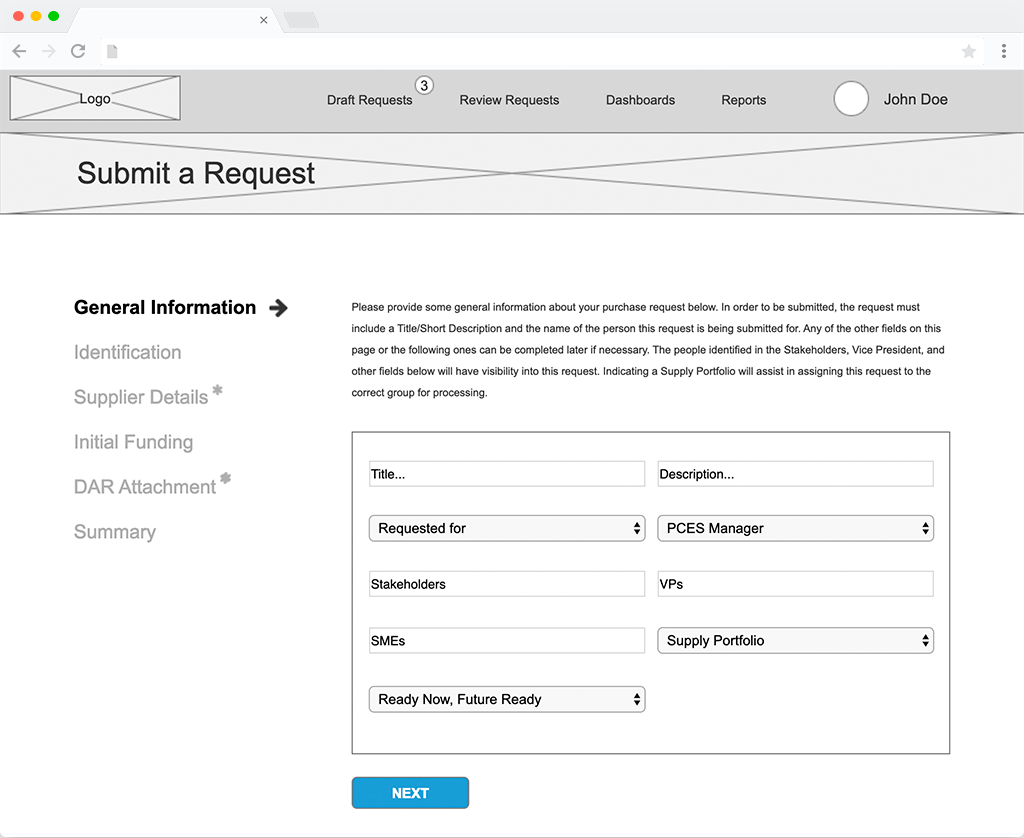 Logo
Draft Requests 3 Review Requests Dashboards Reports John Doe
Submit a Request
General Information
Identification
Supplier Details *
Initial Funding
DAR Attachment *
Summary
Please provide some general information about your purchase request below. In order to be submitted, the request must
include a Title/Short Description and the name of the person this request is being submitted for. Any of the other fields on this
page or the following ones can be completed later if necessary. The people identified in the Stakeholders, Vice President, and
other fields below will have visibility into this request. Indicating a Supply Portfolio will assist in assigning this request to the
correct group for processing.
Title... Description...
Requested for PCES Manager
Stakeholders VPs
SMEs Supply Portfolio
Ready Now, Future Ready
NEXT